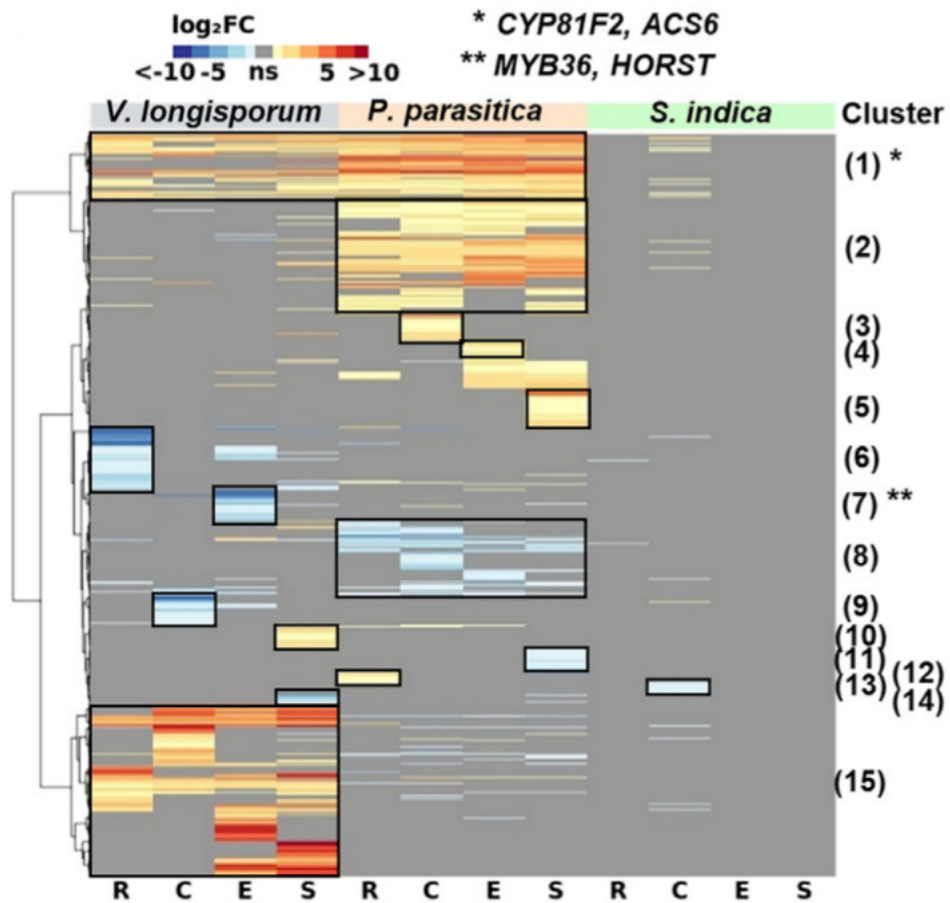 log₂FC
<-10 -5 ns 5 >10
* CYP81F2, ACS6
** MYB36, HORST
V. longisporum P. parasitica S. indica Cluster
(1) *
(2)
(3)
(4)
(5)
(6)
(7) **
(8)
(9)
(10)
(11)
(12)
(13)
(14)
(15)
R C E S R C E S R C E S